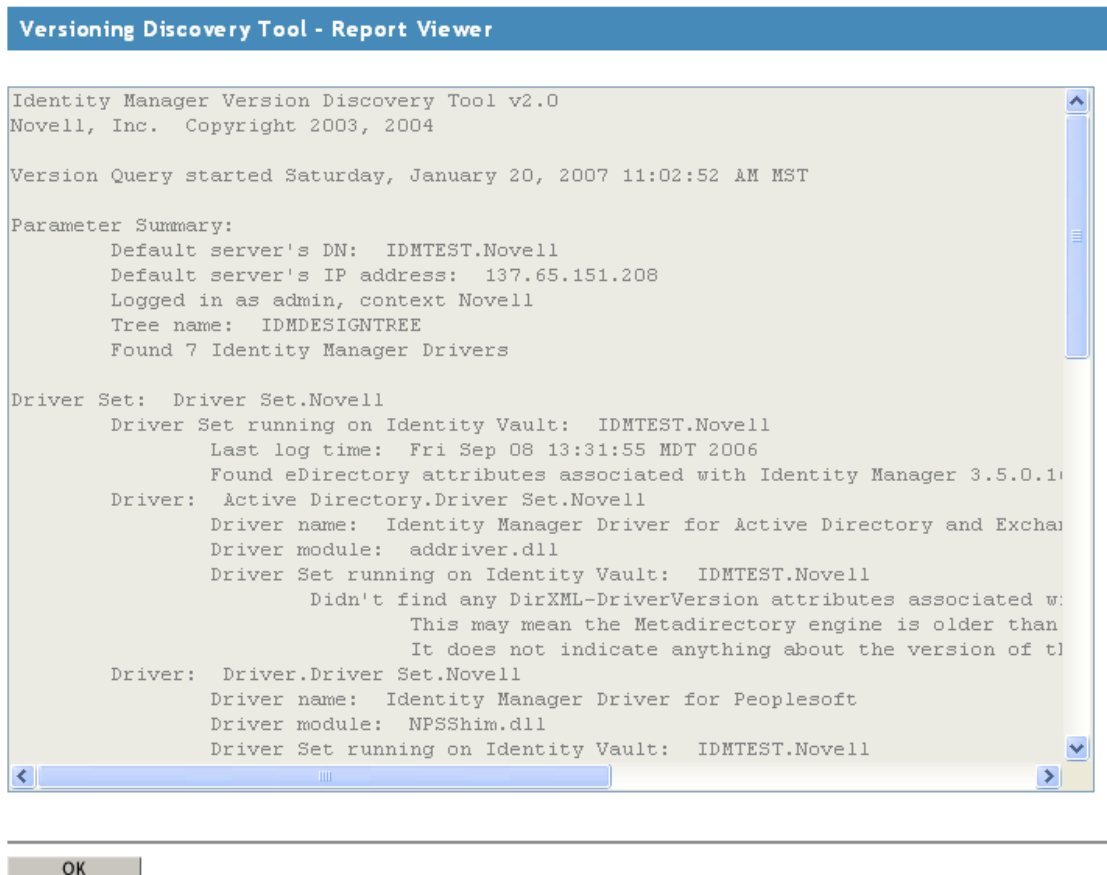 Versioning Discovery Tool - Report Viewer
Identity Manager Version Discovery Tool v2.0
Novell, Inc.  Copyright 2003, 2004
Version Query started Saturday, January 20, 2007 11:02:52 AM MST
Parameter Summary:
Default server's DN:  IDMTEST.Novell
Default server's IP address:  137.65.151.208
Logged in as admin, context Novell
Tree name:  IDMDESIGNTREE
Found 7 Identity Manager Drivers
Driver Set:  Driver Set.Novell
Driver Set running on Identity Vault:  IDMTEST.Novell
Last log time:  Fri Sep 08 13:31:55 MDT 2006
Found eDirectory attributes associated with Identity Manager
Driver:  Active Directory.Driver Set.Novell
Driver name:  Identity Manager Driver for Active Directory and
Driver module:  addriver.dll
Driver Set running on Identity Vault:  IDMTEST.Novell
Didn't find any DirXML-DriverVersion attributes associated
This may mean the Metadirectory engine is older than
It does not indicate anything about the version of
Driver:  Driver.Driver Set.Novell
Driver name:  Identity Manager Driver for Peoplesoft
Driver module:  NPSShim.dll
Driver Set running on Identity Vault:  IDMTEST.Novell
OK